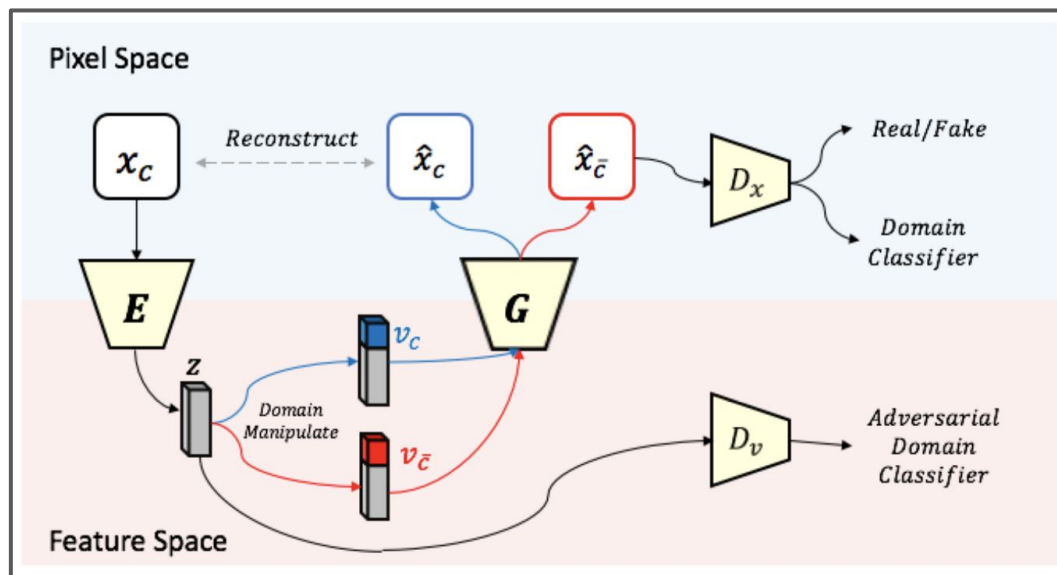 Pixel Space
x_c
Reconstruct
x̂_c
x̂_c̄
D_x
Real/Fake
Domain
Classifier
E
G
z
v_c
Domain
Manipulate
v_c̄
D_v
Adversarial
Domain
Classifier
Feature Space